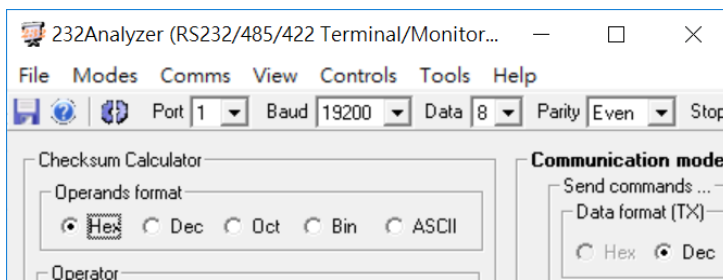 232Analyzer (RS232/485/422 Terminal/Monitor...
File Modes Comms View Controls Tools Help
Port 1 Baud 19200 Data 8 Parity Even Stop
Checksum Calculator
Operands format
Hex Dec Oct Bin ASCII
Operator
Communication mode
Send commands ...
Data format (TX)
Hex Dec